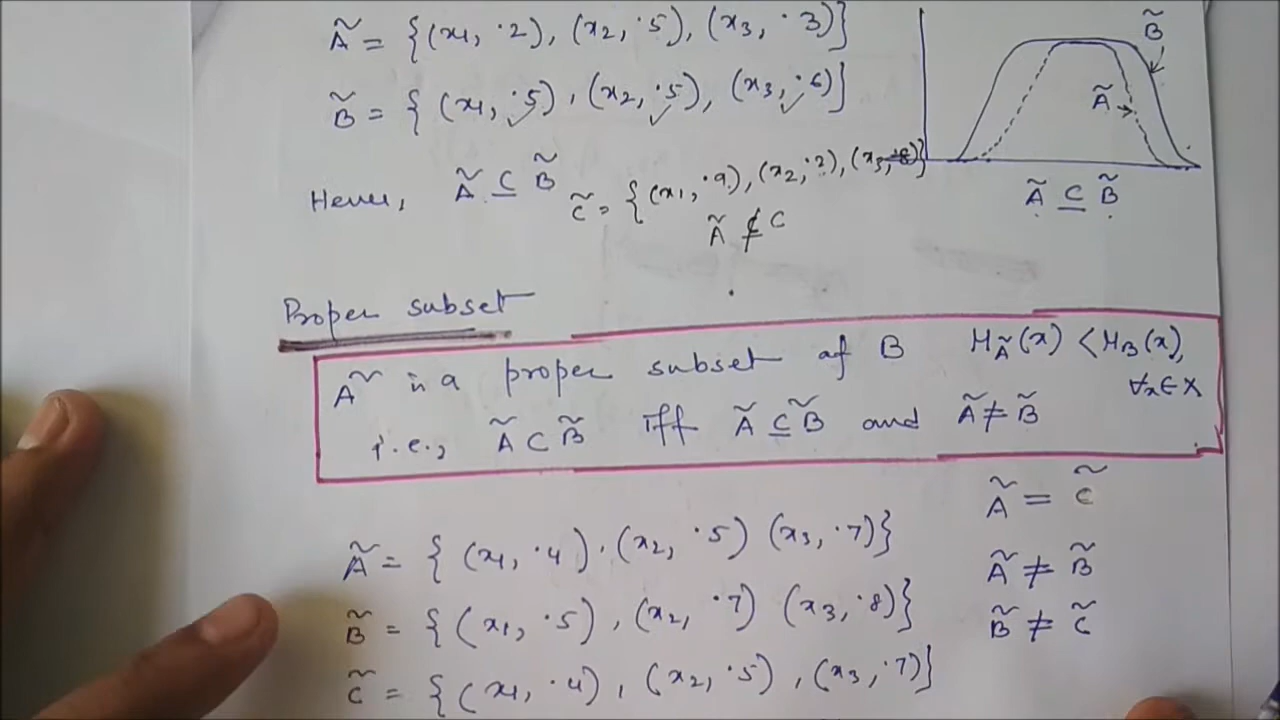 Ã = {(x1, ·2), (x2, ·5), (x3, ·3)}
B̃ = {(x1, ·5), (x2, ·5), (x3, ·6)}
B̃
Ã
Ã ⊆ B̃
Hence, Ã ⊆ B̃
C̃ = {(x1, ·9), (x2, ·2), (x3, ·8)}
Ã ⊈ C
Proper subset
Ã is a proper subset of B μÃ(x) < μB(x), ∀x∈X
i.e., Ã ⊂ B̃ Iff Ã ⊆ B̃ and Ã ≠ B̃
Ã = {(x1, ·4), (x2, ·5) (x3, ·7)}
B̃ = {(x1, ·5), (x2, ·7) (x3, ·8)}
C̃ = {(x1, ·4), (x2, ·5), (x3, ·7)}
Ã = C̃
Ã ≠ B̃
B̃ ≠ C̃